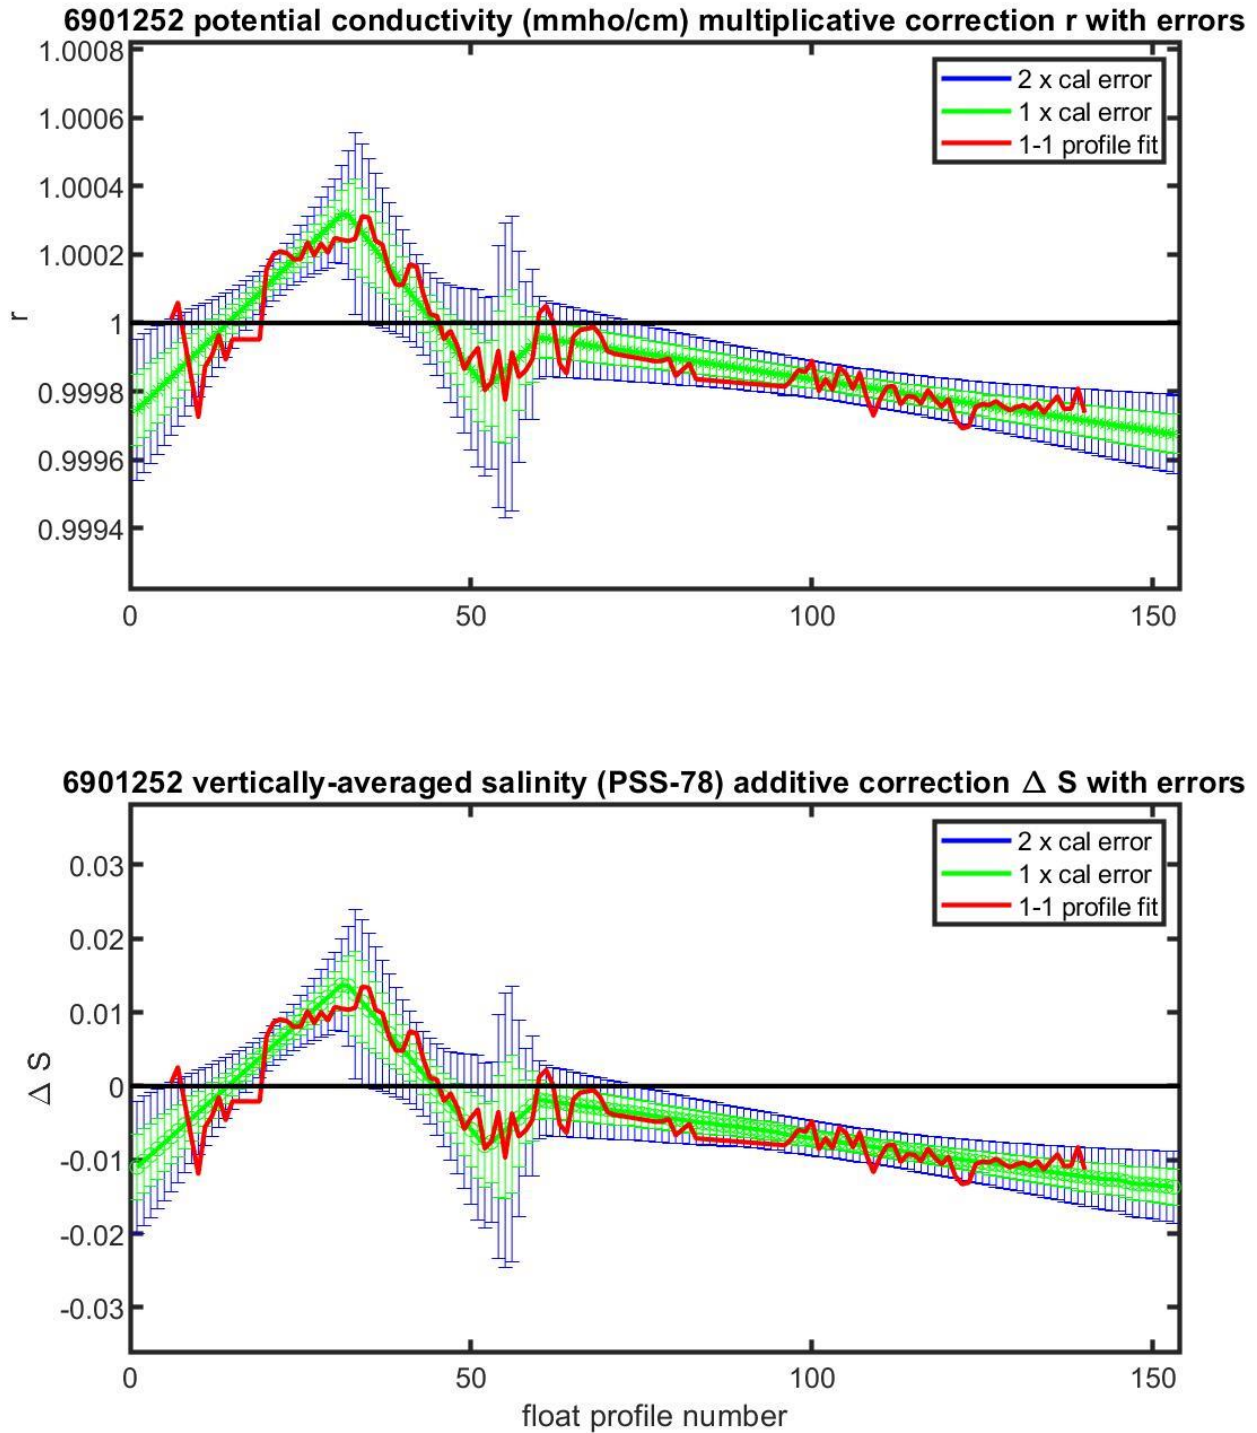 6901252 potential conductivity (mmho/cm) multiplicative correction r with errors
1.0008
1.0006
1.0004
1.0002
1
0.9998
0.9996
0.9994
r
2 x cal error
1 x cal error
1-1 profile fit
0
50
100
150
6901252 vertically-averaged salinity (PSS-78) additive correction Δ S with errors
0.03
0.02
0.01
0
-0.01
-0.02
-0.03
Δ S
2 x cal error
1 x cal error
1-1 profile fit
0
50
100
150
float profile number